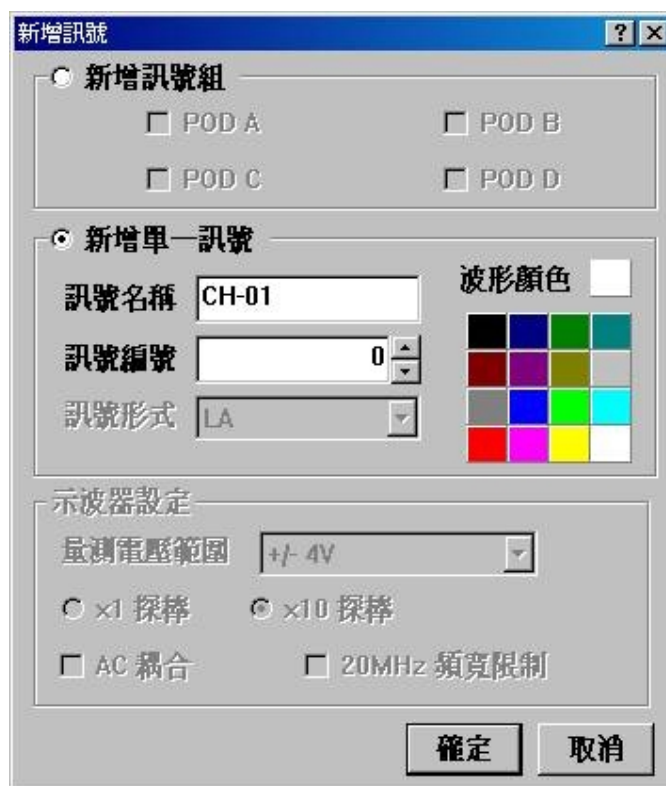 新增訊號
新增訊號組
POD A
POD B
POD C
POD D
新增單一訊號
訊號名稱
CH-01
波形顏色
訊號編號
0
訊號形式
LA
示波器設定
量測電壓範圍
+/- 4V
x1 探棒
x10 探棒
AC 耦合
20MHz 頻寬限制
確定
取消